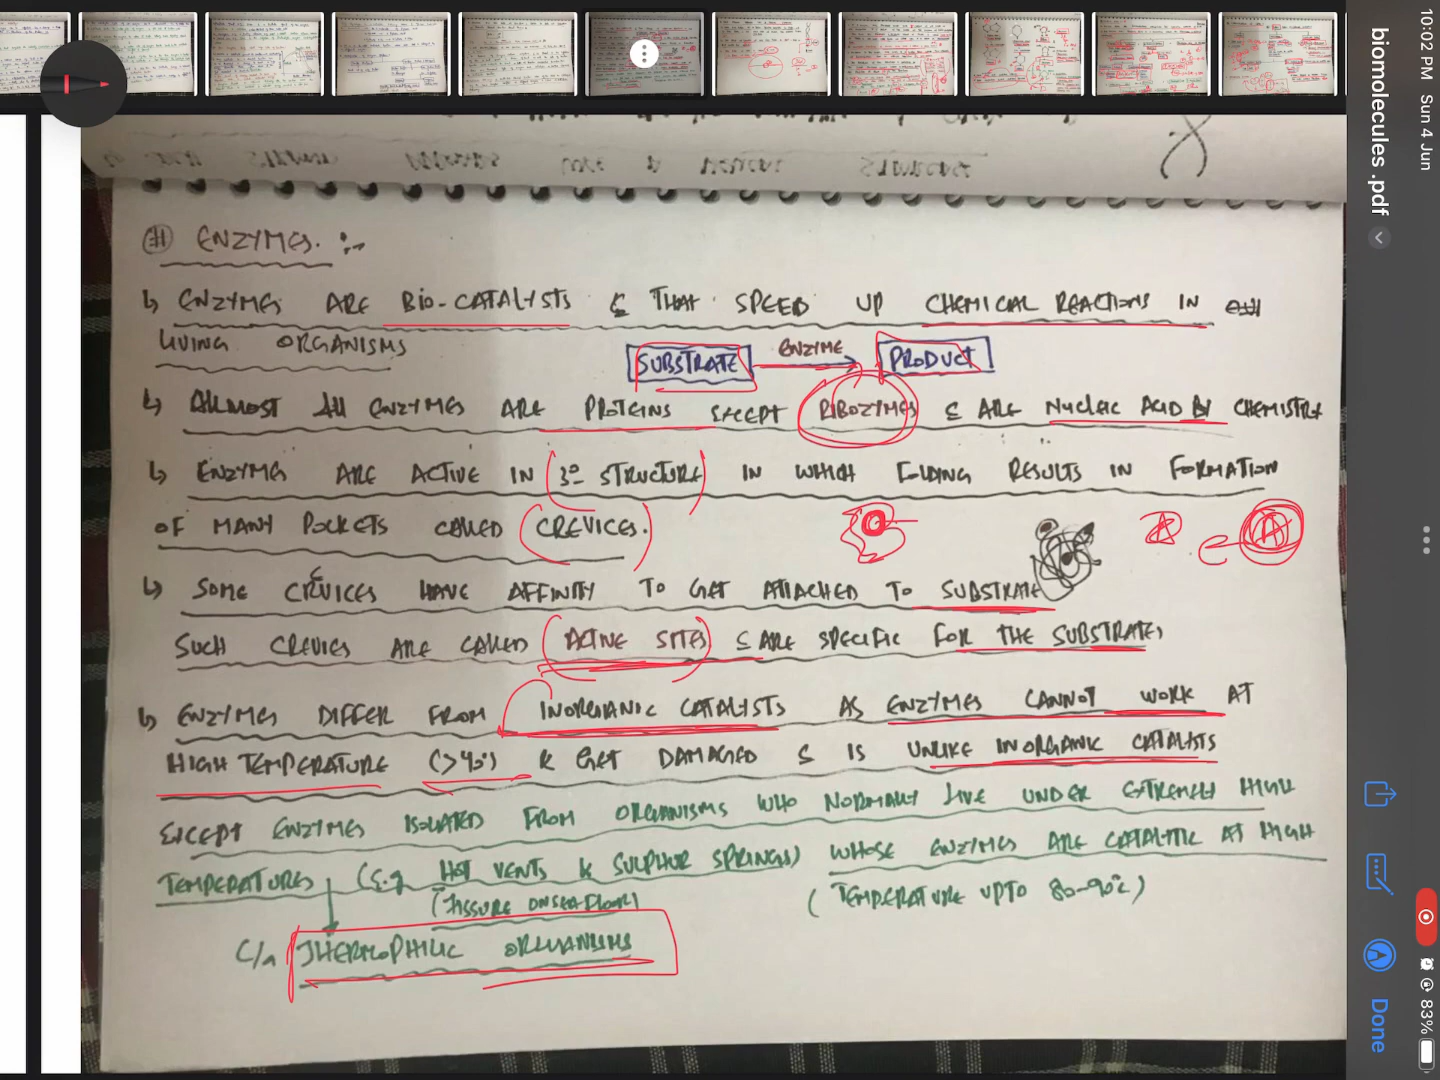 10:02 PM Sun 4 Jun
biomolecules .pdf
ENZYMES. :-
↳ ENZYMES ARE BIO-CATALYSTS & THAT SPEED UP CHEMICAL REACTIONS IN
LIVING ORGANISMS
SUBSTRATE ENZYME → PRODUCT
↳ ALMOST All ENZYMES ARE PROTEINS EXCEPT RIBOZYMES & ARE NUCLEIC ACID BY CHEMISTRY
↳ ENZYMES ARE ACTIVE IN (3° STRUCTURE) IN WHICH FOLDING RESULTS IN FORMATION
OF MANY POCKETS CALLED (CREVICES.)
↳ SOME CREVICES HAVE AFFINITY TO GET ATTACHED TO SUBSTRATE
SUCH CREVICES ARE CALLED (ACTIVE SITES) & ARE SPECIFIC FOR THE SUBSTRATES
↳ ENZYMES DIFFER FROM INORGANIC CATALYSTS AS ENZYMES CANNOT WORK AT
HIGH TEMPERATURE (>40°) & GET DAMAGED & IS UNLIKE INORGANIC CATALISTS
EXCEPT ENZYMES ISOLATED FROM ORGANISMS WHO NORMALLY LIVE UNDER EXTREMELY HIGH
TEMPERATURES (E.g HOT VENTS & SULPHUR SPRINGS) WHOSE ENZYMES ARE CATALITIC AT HIGH
(FISSURE ON SEA FLOOR) (TEMPERATURE UPTO 80-90°C)
C/A THERMOPHILIC ORGANISMS
83%
Done